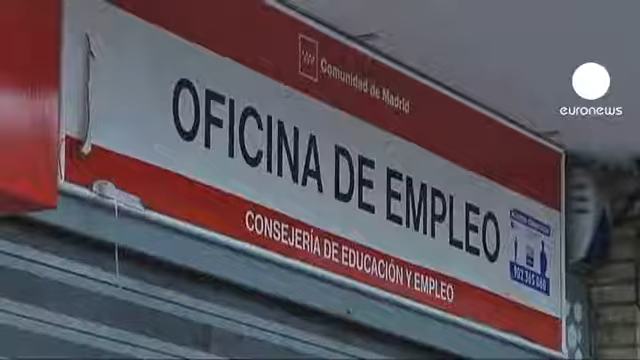 Comunidad de Madrid
euronews
OFICINA DE EMPLEO
CONSEJERÍA DE EDUCACIÓN Y EMPLEO